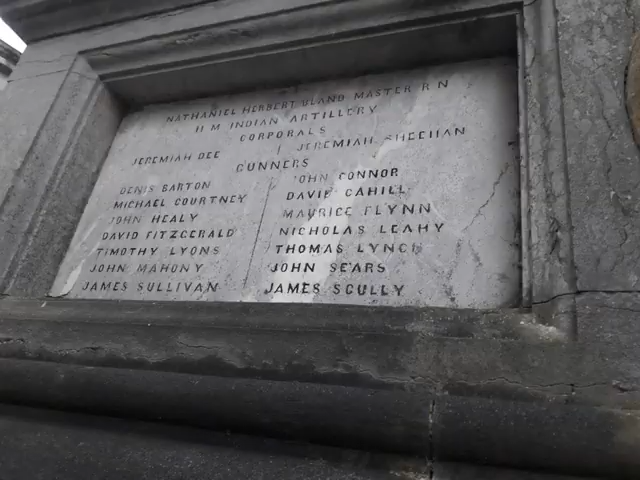 NATHANIEL HERBERT ULAND MASTER R N
H M INDIAN ARTILLERY
CORPORALS
JEREMIAH DEE JEREMIAH SHEEHAN
GUNNERS
DENIS BARTON JOHN CONNOR
MICHAEL COURTNEY DAVID CAHILL
JOHN HEALY MAURICE FLYNN
DAVID FITZGERALD NICHOLAS LEAHY
TIMOTHY LYONS THOMAS LYNCH
JOHN MAHONY JOHN SEARS
JAMES SULLIVAN JAMES SCULLY